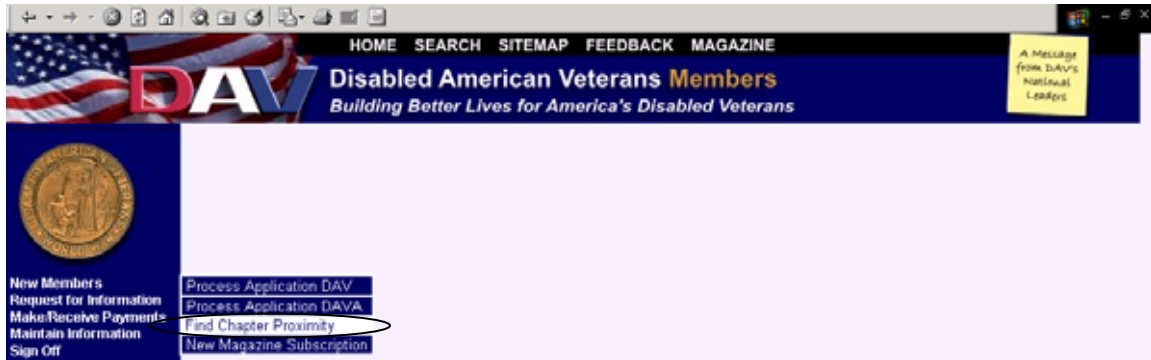 HOME SEARCH SITEMAP FEEDBACK MAGAZINE
A Message
from DAV's
National
Leaders
DAV
Disabled American Veterans Members
Building Better Lives for America's Disabled Veterans
New Members
Request for Information
Make/Receive Payments
Maintain Information
Sign Off
Process Application DAV
Process Application DAVA
Find Chapter Proximity
New Magazine Subscription